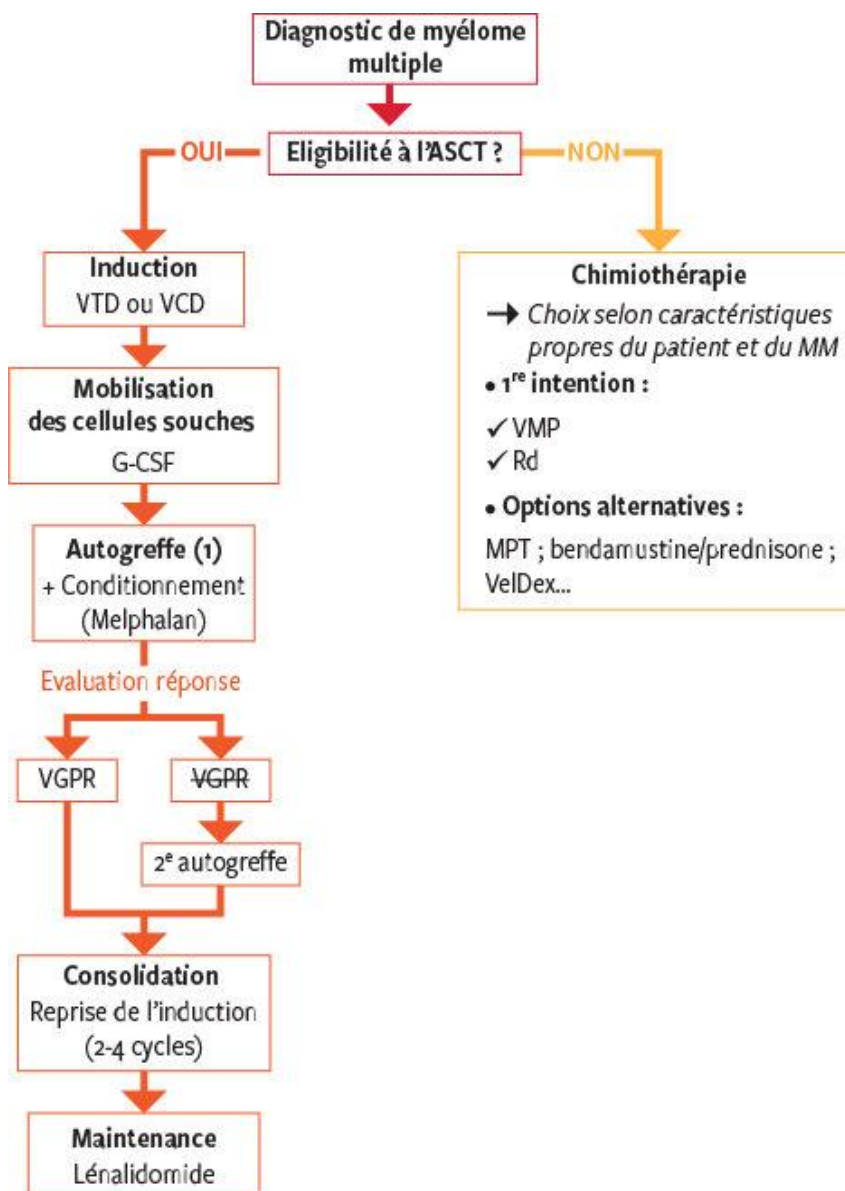 Diagnostic de myélome
multiple
Eligibilité à l'ASCT ?
OUI
NON
Induction
VTD ou VCD
Mobilisation
des cellules souches
G-CSF
Autogreffe (1)
+ Conditionnement
(Melphalan)
Evaluation réponse
VGPR
VGPR
2e autogreffe
Consolidation
Reprise de l'induction
(2-4 cycles)
Maintenance
Lénalidomide
Chimiothérapie
→ Choix selon caractéristiques
propres du patient et du MM
• 1re intention :
✓ VMP
✓ Rd
• Options alternatives :
MPT ; bendamustine/prednisone ;
VelDex...